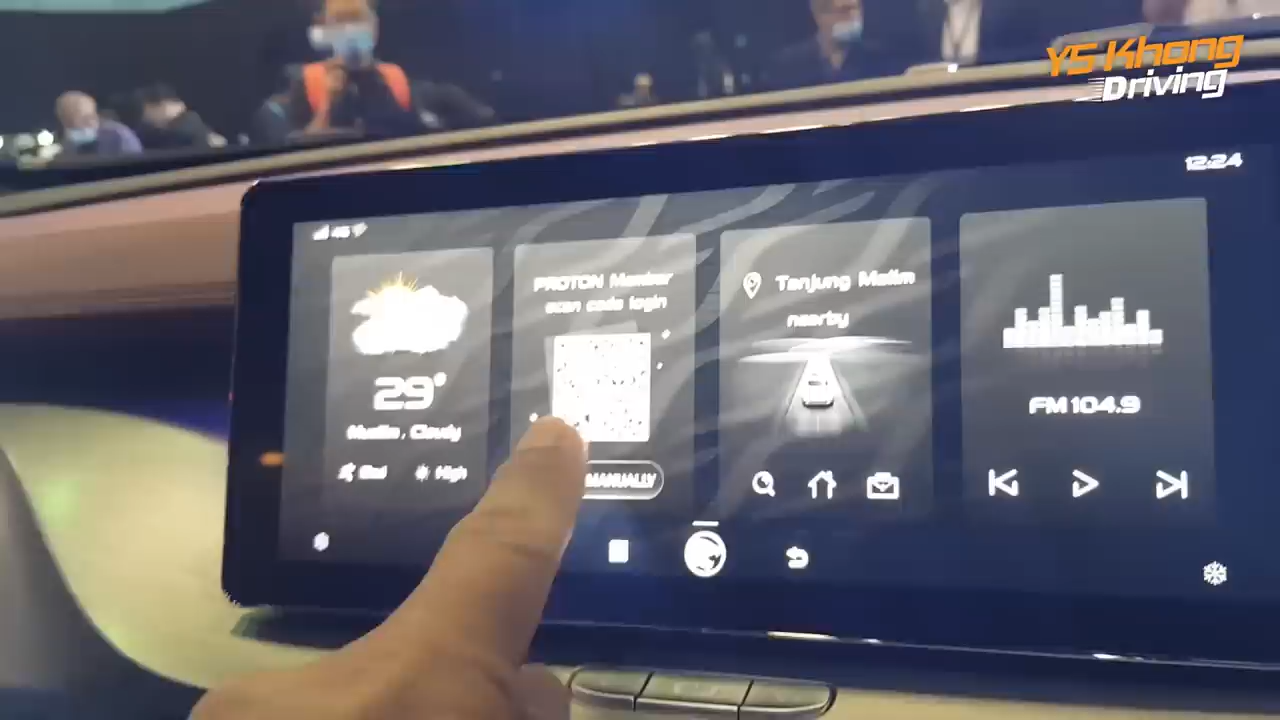 YS Khong
Driving
12:24
4G
29°
Cloudy
High
PROTON Member
scan code login
MANUALLY
Tanjung Malim
nearby
FM 104.9